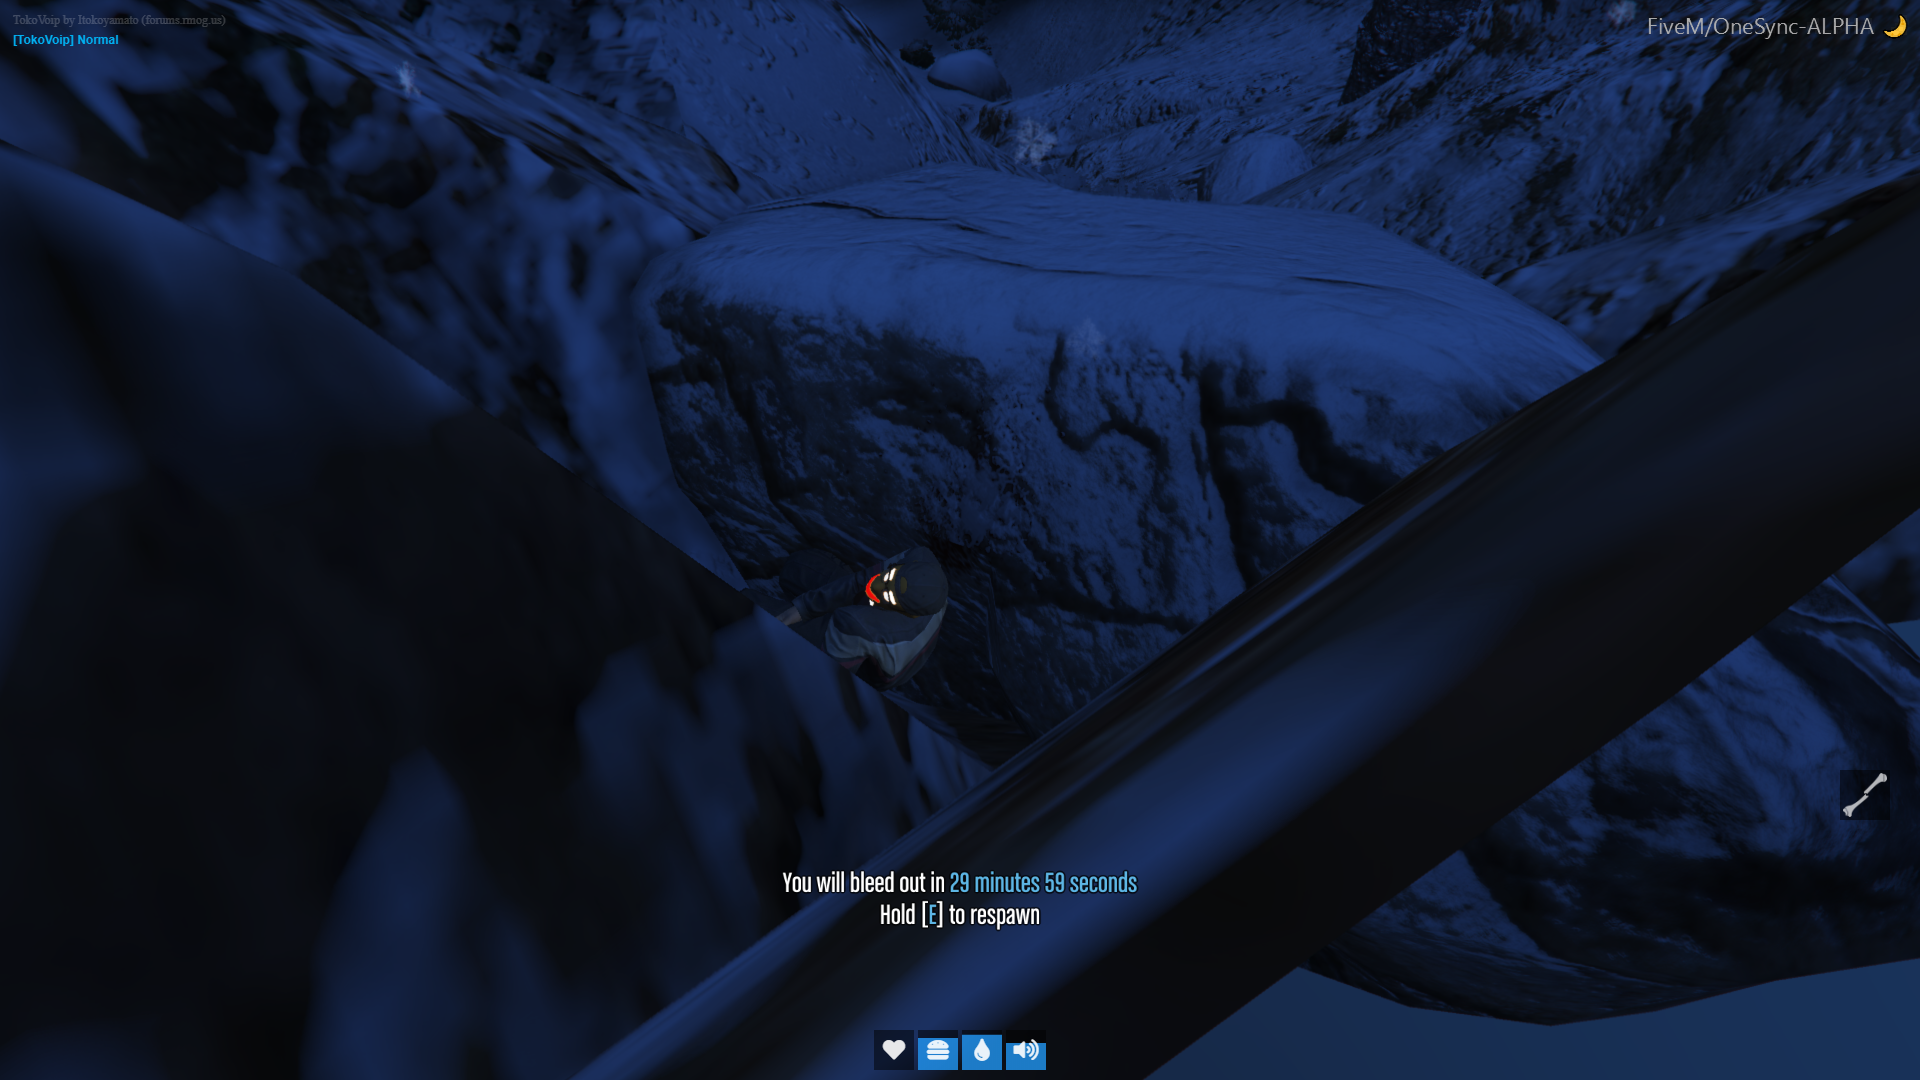 TokoVoip by Itokoyamato (forums.rmog.us)
[TokoVoip] Normal
FiveM/OneSync-ALPHA 🌙
You will bleed out in 29 minutes 59 seconds
Hold [E] to respawn